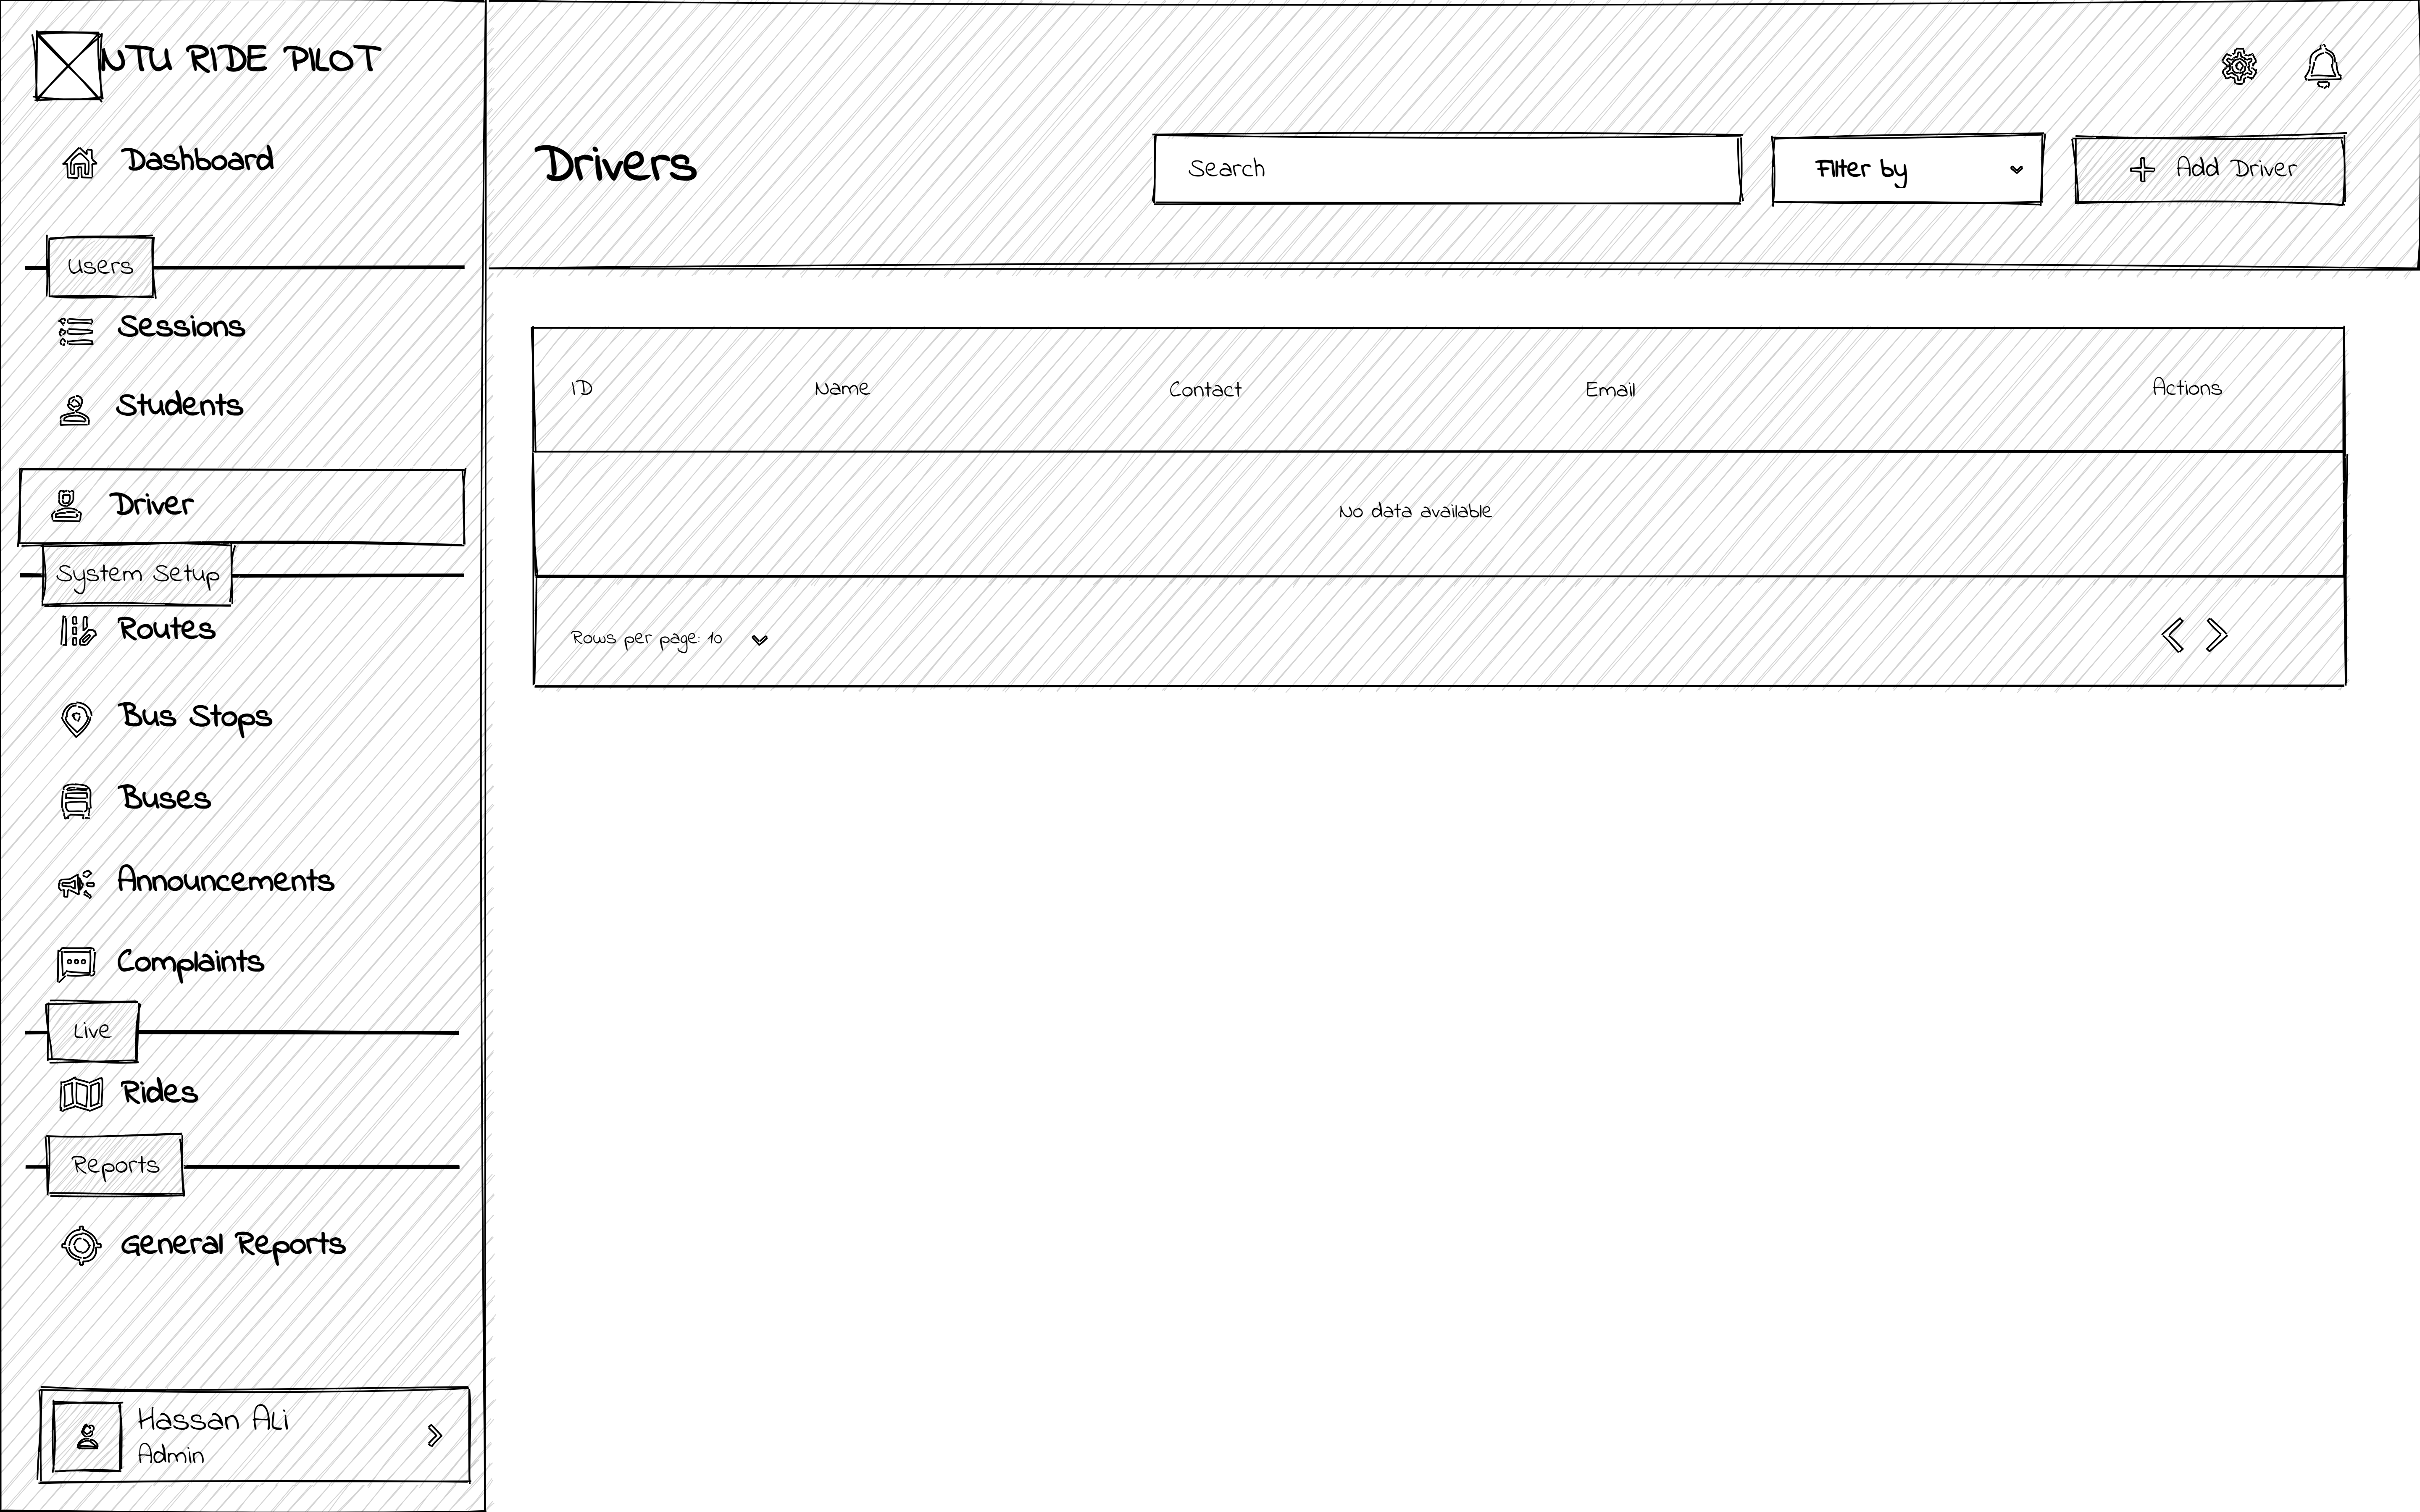 NTU RIDE PILOT
Dashboard
Users
Sessions
Students
Driver
System Setup
Routes
Bus Stops
Buses
Announcements
Complaints
Live
Rides
Reports
General Reports
Hassan Ali
Admin
Drivers
Search
Filter by
Add Driver
ID Name Contact Email Actions
No data available
Rows per page: 10